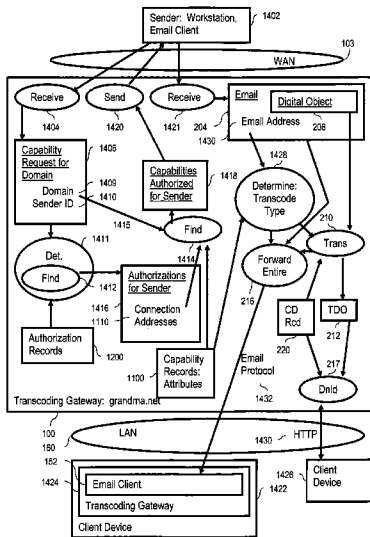 Sender: Workstation,
Email Client
1402
103
WAN
Receive
Send
Receive
Email
Digital Object
1404
1420
1421
204
208
Email Address
1430
Capability
Request for
Domain
1406
Capabilities
Authorized for
Sender
1418
1428
Domain
1409
Sender ID
1410
Determine:
Transcode
Type
210
1411
1415
Find
Trans
Det.
Find
1412
1414
Forward
Entire
Authorizations
for Sender
1416
Connection
1110
Addresses
216
CD
Rcd
TDO
220
212
Authorization
Records
1200
1100
Capability
Records:
Attributes
Email
Protocol
1432
217
Dnld
Transcoding Gateway: grandma.net
100
160
LAN
1430
HTTP
152
1424
Email Client
Transcoding Gateway
Client Device
1422
1426
Client
Device